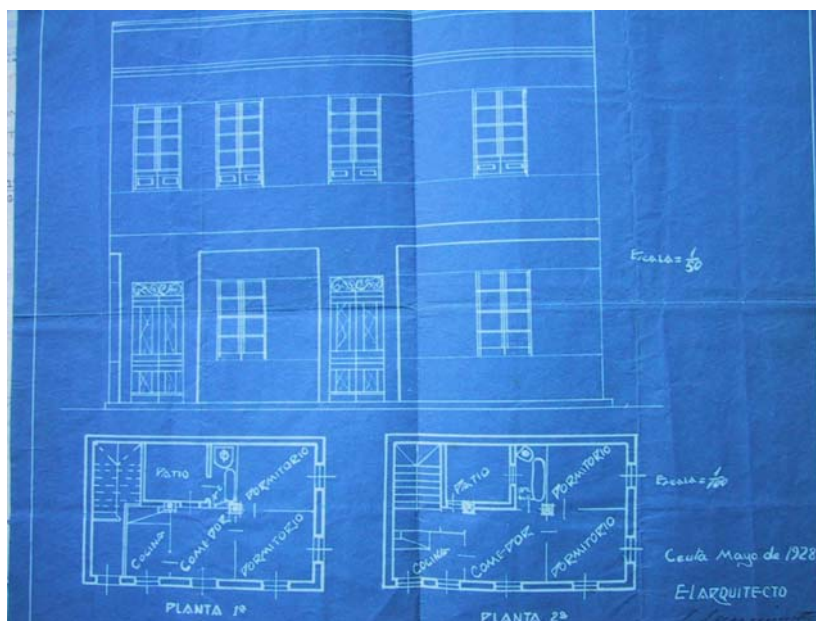 Escala = 1/50
PATIO
DORMITORIO
COCINA
COMEDOR
DORMITORIO
PLANTA 1ª
PATIO
DORMITORIO
COCINA
COMEDOR
DORMITORIO
PLANTA 2ª
Escala = 1/100
Ceuta Mayo de 1928
El ARQUITECTO